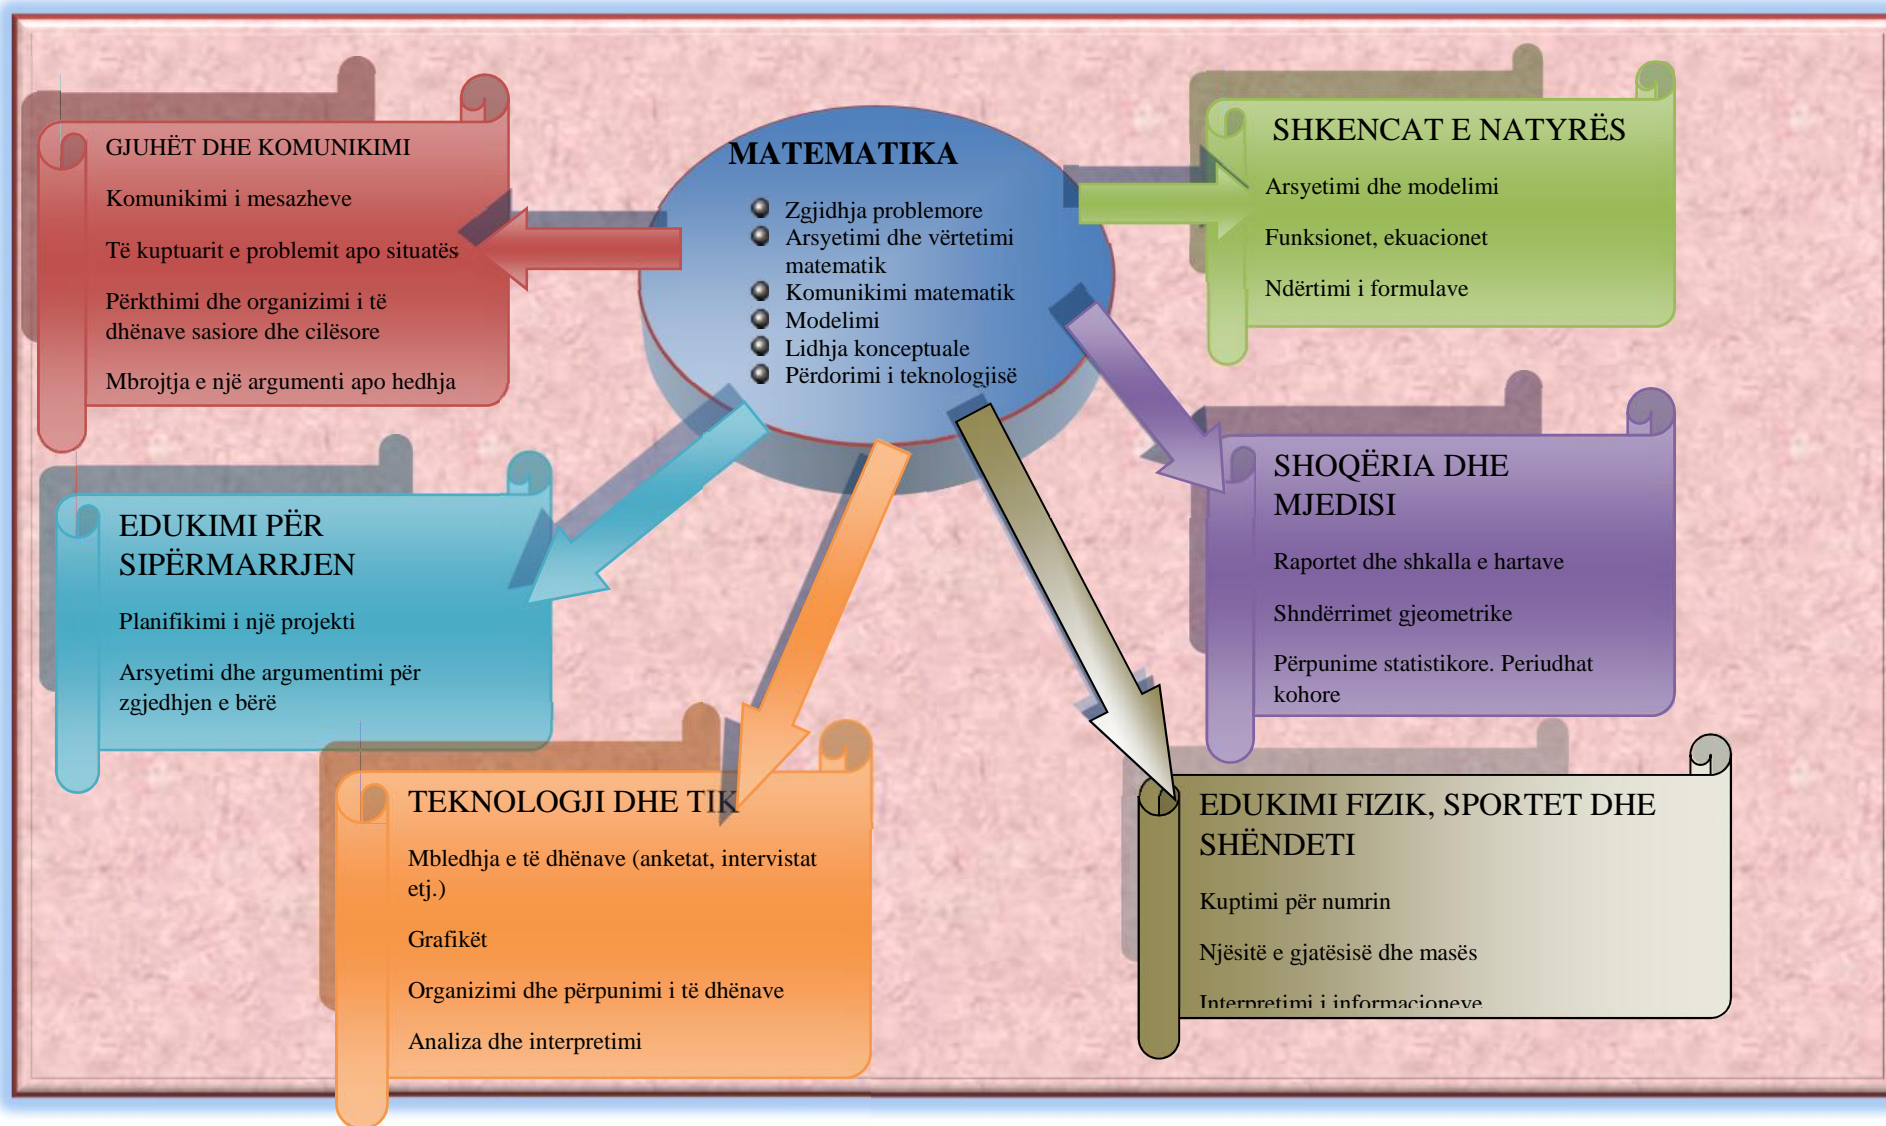 GJUHËT DHE KOMUNIKIMI
Komunikimi i mesazheve
Të kuptuarit e problemit apo situatës
Përkthimi dhe organizimi i të
dhënave sasiore dhe cilësore
Mbrojtja e një argumenti apo hedhja
MATEMATIKA
Zgjidhja problemore
Arsyetimi dhe vërtetimi
matematik
Komunikimi matematik
Modelimi
Lidhja konceptuale
Përdorimi i teknologjisë
SHKENCAT E NATYRËS
Arsyetimi dhe modelimi
Funksionet, ekuacionet
Ndërtimi i formulave
EDUKIMI PËR
SIPËRMARRJEN
Planifikimi i një projekti
Arsyetimi dhe argumentimi për
zgjedhjen e bërë
SHOQËRIA DHE
MJEDISI
Raportet dhe shkalla e hartave
Shndërrimet gjeometrike
Përpunime statistikore. Periudhat
kohore
TEKNOLOGJI DHE TIK
Mbledhja e të dhënave (anketat, intervistat
etj.)
Grafikët
Organizimi dhe përpunimi i të dhënave
Analiza dhe interpretimi
EDUKIMI FIZIK, SPORTET DHE
SHËNDETI
Kuptimi për numrin
Njësitë e gjatësisë dhe masës
Interpretimi i informacioneve